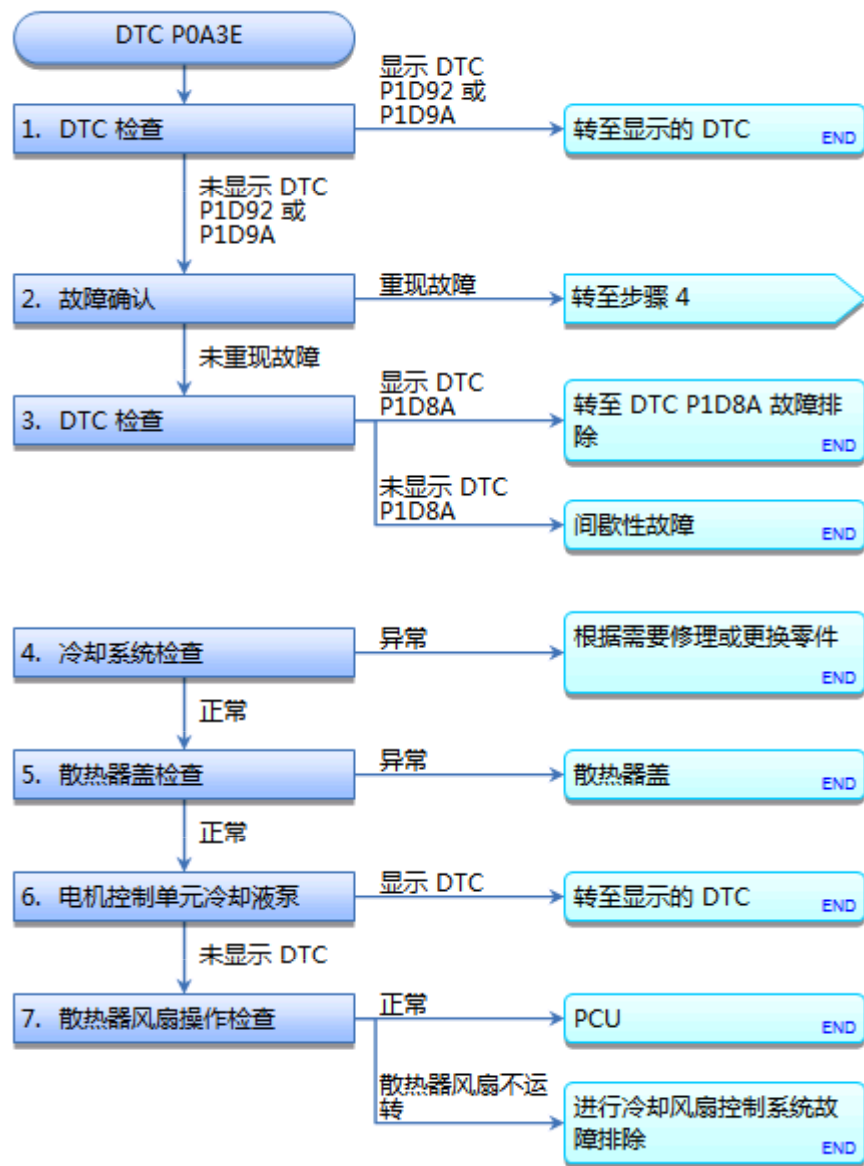 DTC P0A3E
显示 DTC
P1D92 或
P1D9A
1. DTC 检查
转至显示的 DTC
END
未显示 DTC
P1D92 或
P1D9A
2. 故障确认
重现故障
转至步骤 4
未重现故障
3. DTC 检查
显示 DTC
P1D8A
转至 DTC P1D8A 故障排
除
END
未显示 DTC
P1D8A
间歇性故障
END
4. 冷却系统检查
异常
根据需要修理或更换零件
END
正常
5. 散热器盖检查
异常
散热器盖
END
正常
6. 电机控制单元冷却液泵
显示 DTC
转至显示的 DTC
END
未显示 DTC
7. 散热器风扇操作检查
正常
PCU
END
散热器风扇不运
转
进行冷却风扇控制系统故
障排除
END